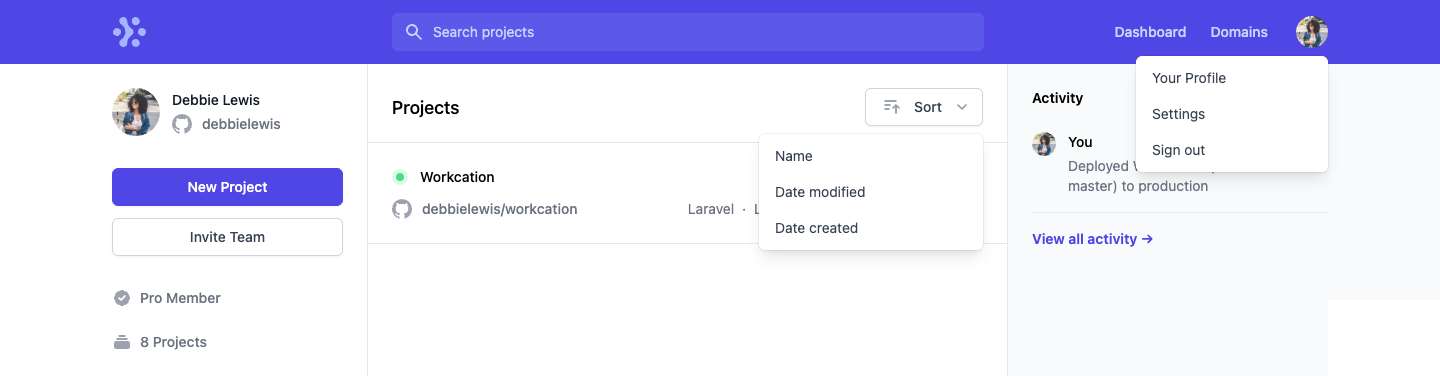 Search projects
Dashboard
Domains
Debbie Lewis
debbielewis
New Project
Invite Team
Pro Member
8 Projects
Projects
Sort
Name
Date modified
Date created
Workcation
debbielewis/workcation
Laravel ·
Your Profile
Settings
Sign out
Activity
You
Deployed
master) to production
View all activity →